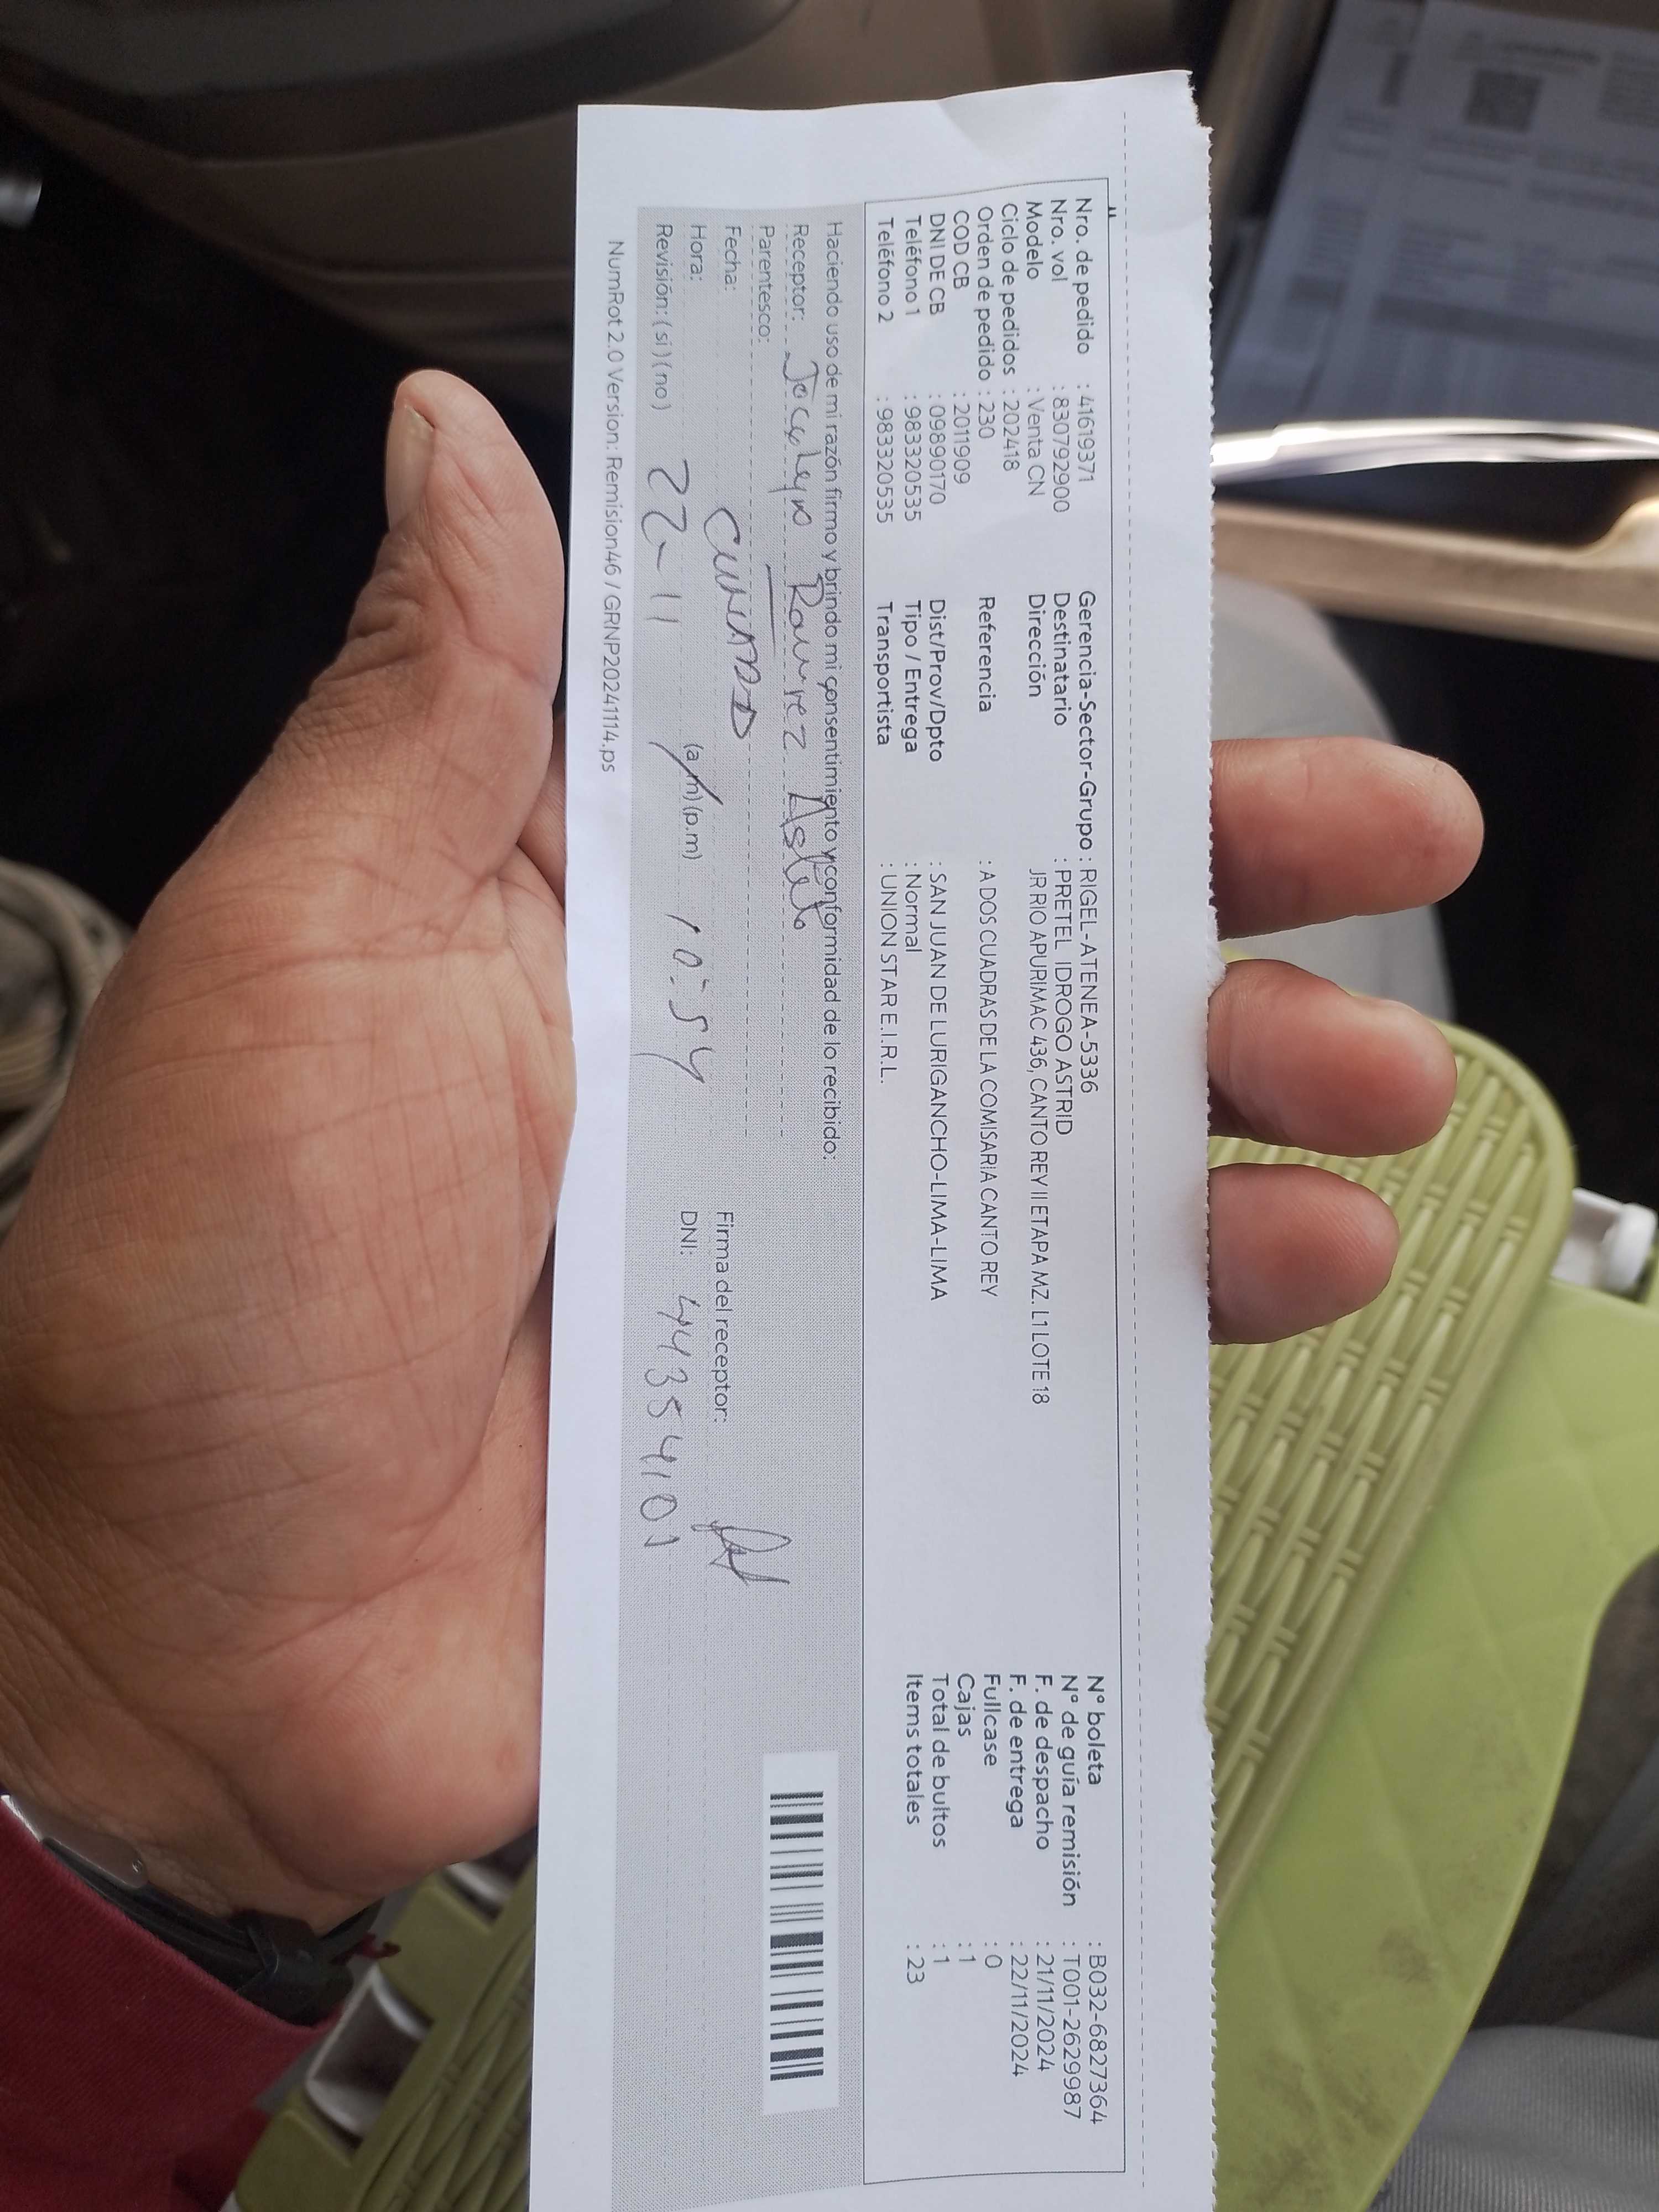 Nro. de pedido : 41619371
Nro. vol : 830792900
Modelo : Venta CN
Ciclo de pedidos : 202418
Orden de pedido : 230
COD CB : 2011909
DNI DE CB : 09890170
Teléfono 1 : 983320535
Teléfono 2 : 983320535
Gerencia-Sector-Grupo : RIGEL-ATENEA-5336
Destinatario : PRETEL IDROGO ASTRID
Dirección JR RIO APURIMAC 436, CANTO REY II ETAPA MZ. L1 LOTE 18
Referencia : A DOS CUADRAS DE LA COMISARIA CANTO REY
Dist/Prov/Dpto : SAN JUAN DE LURIGANCHO-LIMA-LIMA
Tipo / Entrega : Normal
Transportista : UNION STAR E.I.R.L.
N° boleta : B032-6827364
N° de guía remisión : T001-2629987
F. de despacho : 21/11/2024
F. de entrega : 22/11/2024
Fullcase : 0
Cajas : 1
Total de bultos : 1
Items totales : 23
Haciendo uso de mi razón firmo y brindo mi consentimiento y conformidad de lo recibido:
Receptor: Ramirez
Parentesco:
Fecha: CUÑADO
Hora: (a.m) (p.m)
Revisión: (si) (no) 22-11 10:54
Firma del receptor:
DNI: 44354101
NumRot 2.0 Version: Remision46 / GRNP20241114.ps